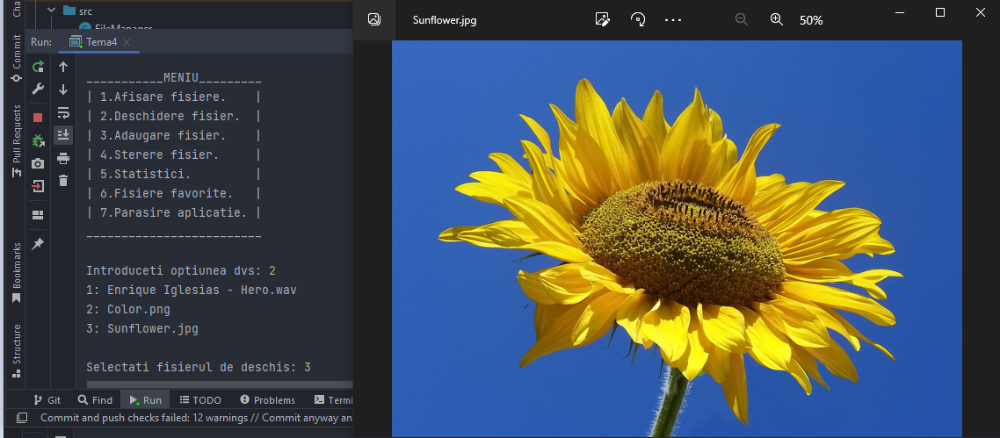 Cha
src
FileManager
Run: Tema4
Commit
Pull Requests
Bookmarks
Structure
___________MENIU_________
| 1.Afisare fisiere.    |
| 2.Deschidere fisier.  |
| 3.Adaugare fisier.    |
| 4.Sterere fisier.     |
| 5.Statistici.         |
| 6.Fisiere favorite.   |
| 7.Parasire aplicatie. |
-------------------------
Introduceti optiunea dvs: 2
1: Enrique Iglesias - Hero.wav
2: Color.png
3: Sunflower.jpg
Selectati fisierul de deschis: 3
Git Find Run TODO Problems Termi
Commit and push checks failed: 12 warnings // Commit anyway an
Sunflower.jpg
50%